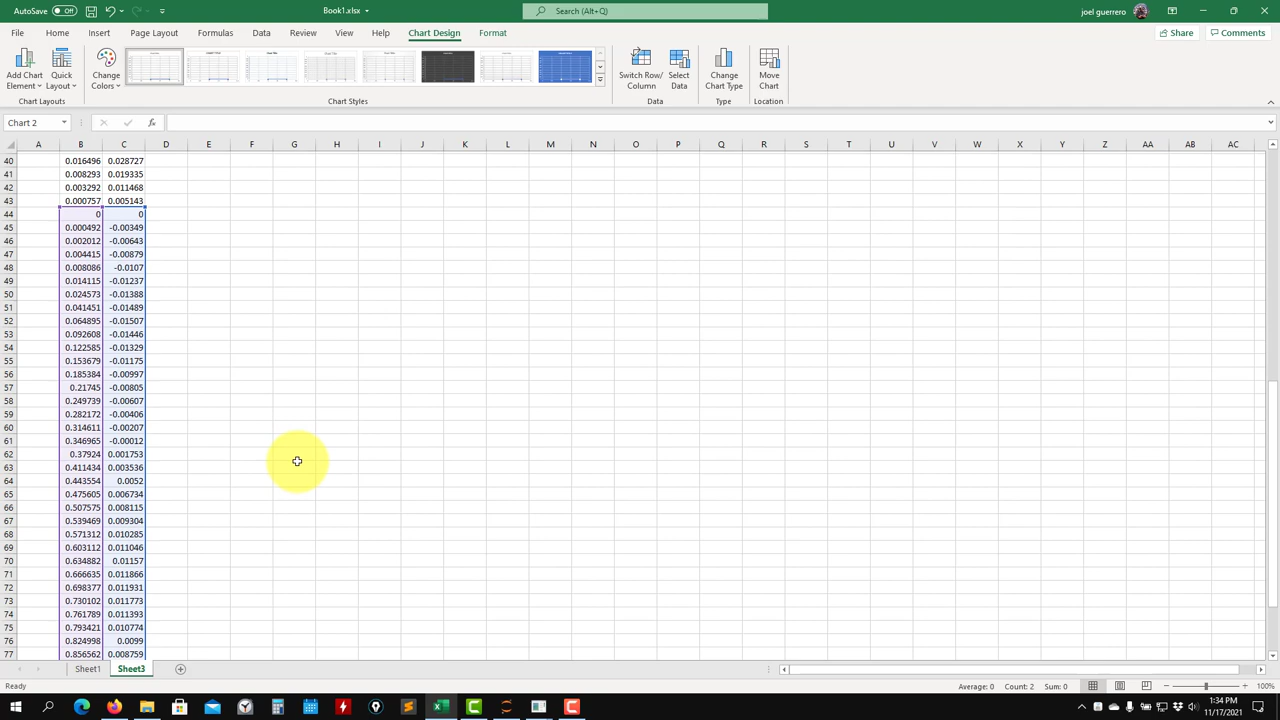 AutoSave Off Book1.xlsx Search (Alt+Q) joel guerrero
File Home Insert Page Layout Formulas Data Review View Help Chart Design Format Share Comments
Add Chart Element Quick Layout Change Colors Switch Row/ Column Select Data Change Chart Type Move Chart
Chart Layouts Chart Styles Data Type Location
Chart 2 fx
A B C D E F G H I J K L M N O P Q R S T U V W X Y Z AA AB AC
40 0.016496 0.028727
41 0.008293 0.019335
42 0.003292 0.011468
43 0.000757 0.005143
44 0 0
45 0.000492 -0.00349
46 0.002012 -0.00643
47 0.004415 -0.00879
48 0.008086 -0.0107
49 0.014115 -0.01237
50 0.024573 -0.01388
51 0.041451 -0.01489
52 0.064895 -0.01507
53 0.092608 -0.01446
54 0.122585 -0.01329
55 0.153679 -0.01175
56 0.185384 -0.00997
57 0.21745 -0.00805
58 0.249739 -0.00607
59 0.282172 -0.00406
60 0.314611 -0.00207
61 0.346965 -0.00012
62 0.37924 0.001753
63 0.411434 0.003536
64 0.443554 0.0052
65 0.475605 0.006734
66 0.507575 0.008115
67 0.539469 0.009304
68 0.571312 0.010285
69 0.603112 0.011046
70 0.634882 0.01157
71 0.666635 0.011866
72 0.698377 0.011931
73 0.730102 0.011773
74 0.761789 0.011393
75 0.793421 0.010774
76 0.824998 0.0099
77 0.856562 0.008759
Sheet1 Sheet3
Ready Average: 0 Count: 2 Sum: 0 100%
1:34 PM
11/17/2021